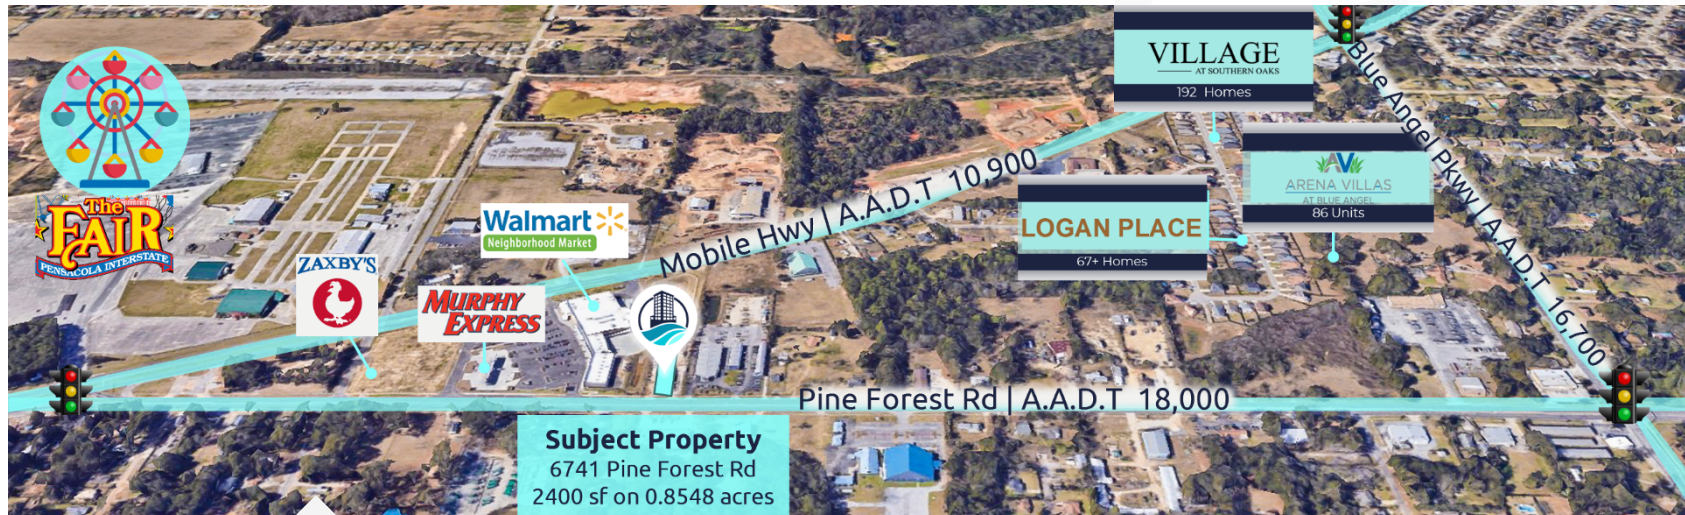 The
FAIR
PENSACOLA INTERSTATE
ZAXBY'S
MURPHY
EXPRESS
Walmart
Neighborhood Market
Mobile Hwy | A.A.D.T 10,900
VILLAGE
AT SOUTHERN OAKS
192 Homes
AV
ARENA VILLAS
AT BLUE ANGEL
86 Units
LOGAN PLACE
67+ Homes
Blue Angel Pkwy | A.A.D.T 16,700
Pine Forest Rd | A.A.D.T 18,000
Subject Property
6741 Pine Forest Rd
2400 sf on 0.8548 acres